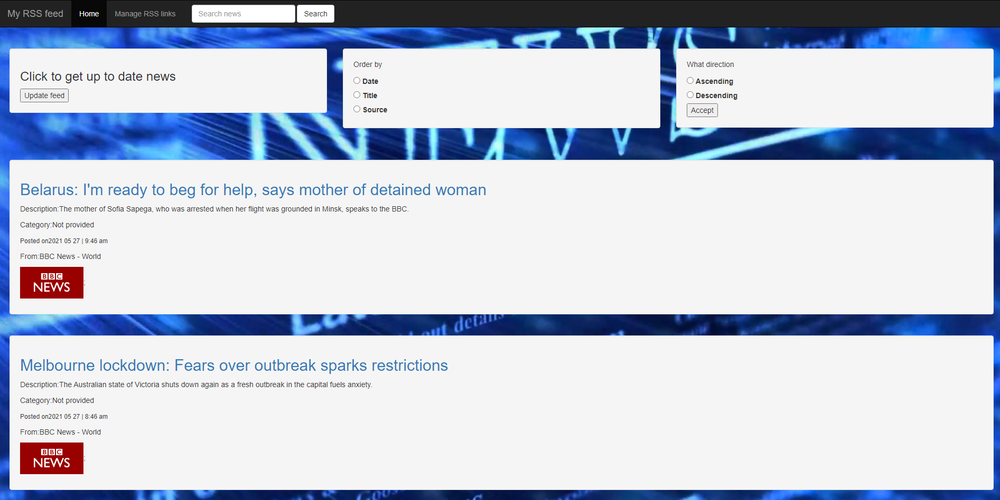 My RSS feed Home Manage RSS links Search news Search
Click to get up to date news
Update feed
Order by
Date
Title
Source
What direction
Ascending
Descending
Accept
Belarus: I'm ready to beg for help, says mother of detained woman
Description:The mother of Sofia Sapega, who was arrested when her flight was grounded in Minsk, speaks to the BBC.
Category:Not provided
Posted on2021 05 27 | 9:46 am
From:BBC News - World
BBC
NEWS ;
out details
Melbourne lockdown: Fears over outbreak sparks restrictions
Description:The Australian state of Victoria shuts down again as a fresh outbreak in the capital fuels anxiety.
Category:Not provided
Posted on2021 05 27 | 8:46 am
From:BBC News - World
BBC
NEWS ;